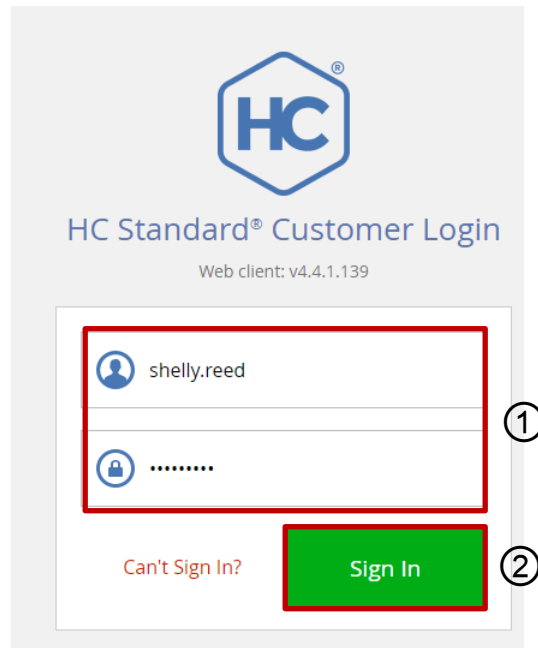 HC®
HC Standard® Customer Login
Web client: v4.4.1.139
shelly.reed
•••••••••
①
Can't Sign In?
Sign In
②